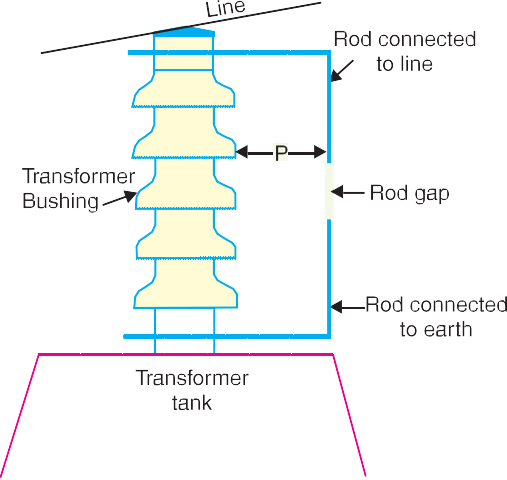 Line
Rod connected
to line
P
Transformer
Bushing
Rod gap
Rod connected
to earth
Transformer
tank